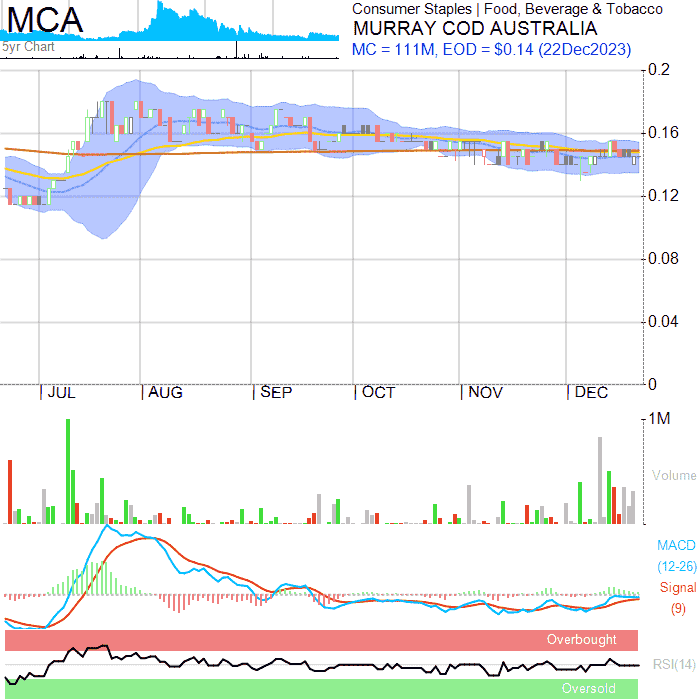 MCA
5yr Chart
Consumer Staples | Food, Beverage & Tobacco
MURRAY COD AUSTRALIA
MC = 111M, EOD = $0.14 (22Dec2023)
0.2
0.16
0.12
0.08
0.04
0
| JUL | AUG | SEP | OCT | NOV | DEC
1M
Volume
MACD
(12-26)
Signal
(9)
Overbought
RSI(14)
Oversold